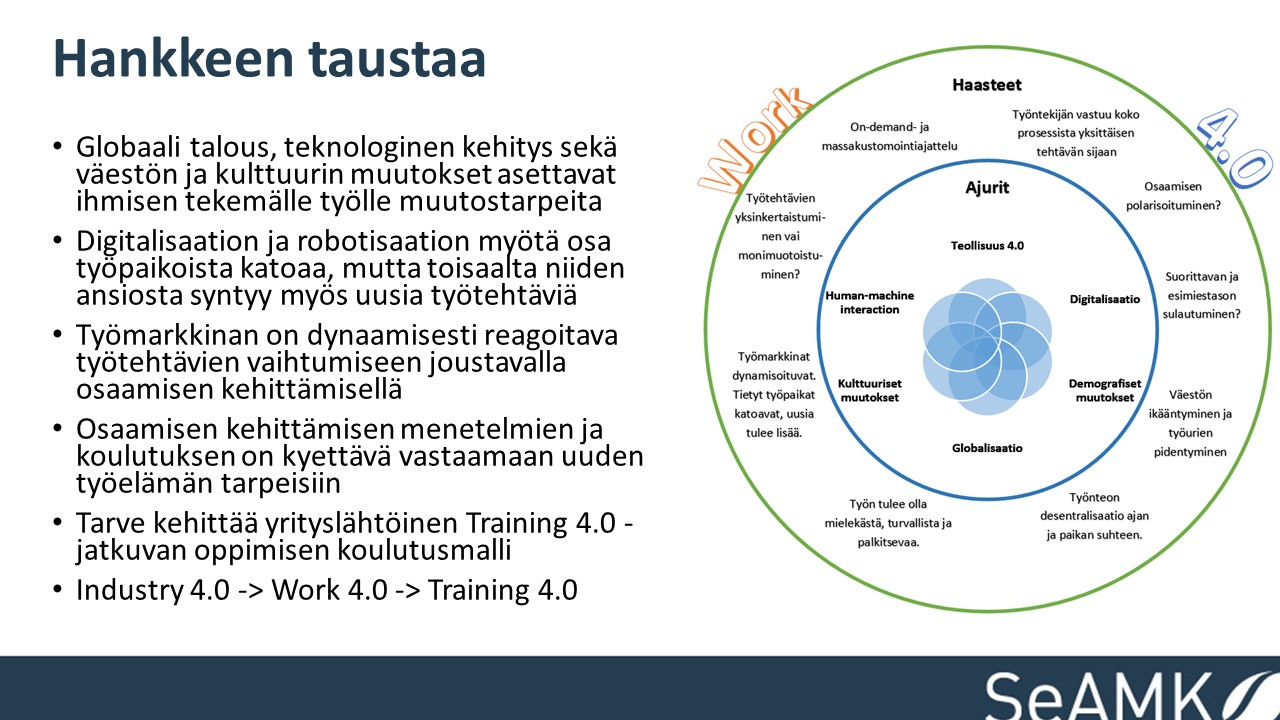 Hankkeen taustaa
• Globaali talous, teknologinen kehitys sekä
väestön ja kulttuurin muutokset asettavat
ihmisen tekemälle työlle muutostarpeita
• Digitalisaation ja robotisaation myötä osa
työpaikoista katoaa, mutta toisaalta niiden
ansiosta syntyy myös uusia työtehtäviä
• Työmarkkinan on dynaamisesti reagoitava
työtehtävien vaihtumiseen joustavalla
osaamisen kehittämisellä
• Osaamisen kehittämisen menetelmien ja
koulutuksen on kyettävä vastaamaan uuden
työelämän tarpeisiin
• Tarve kehittää yrityslähtöinen Training 4.0 -
jatkuvan oppimisen koulutusmalli
• Industry 4.0 -> Work 4.0 -> Training 4.0
Work
4.0
Haasteet
On-demand- ja
massakustomointiajattelu
Työntekijän vastuu koko
prosessista yksittäisen
tehtävän sijaan
Osaamisen
polarisoituminen?
Suorittavan ja
esimiestason
sulautuminen?
Väestön
ikääntyminen ja
työurien
pidentyminen
Työnteon
desentralisaatio ajan
ja paikan suhteen.
Työn tulee olla
mielekästä, turvallista ja
palkitsevaa.
Työmarkkinat
dynamisoituvat.
Tietyt työpaikat
katoavat, uusia
tulee lisää.
Työtehtävien
yksinkertaistumi-
nen vai
monimuotoistu-
minen?
Ajurit
Teollisuus 4.0
Digitalisaatio
Demografiset
muutokset
Globalisaatio
Kulttuuriset
muutokset
Human-machine
interaction
SeAMK